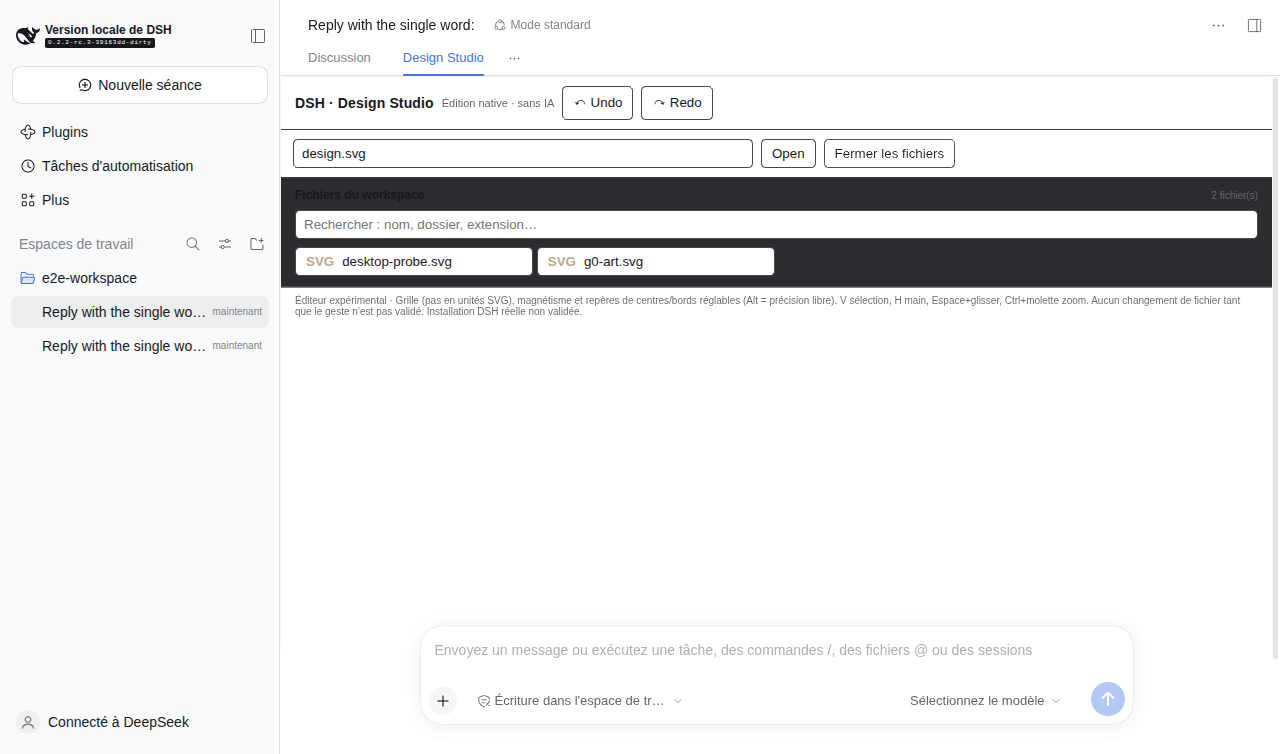 Version locale de DSH
0.2.2-rc.3-39163dd-dirty
Nouvelle séance
Plugins
Tâches d'automatisation
Plus
Espaces de travail
e2e-workspace
Reply with the single wo… maintenant
Reply with the single wo… maintenant
Connecté à DeepSeek
Reply with the single word: Mode standard
Discussion Design Studio ...
DSH · Design Studio Édition native · sans IA Undo Redo
design.svg Open Fermer les fichiers
Fichiers du workspace 2 fichier(s)
Rechercher : nom, dossier, extension…
SVG desktop-probe.svg SVG g0-art.svg
Éditeur expérimental · Grille (pas en unités SVG), magnétisme et repères de centres/bords réglables (Alt = précision libre). V sélection, H main, Espace+glisser, Ctrl+molette zoom. Aucun changement de fichier tant
que le geste n'est pas validé. Installation DSH réelle non validée.
Envoyez un message ou exécutez une tâche, des commandes /, des fichiers @ ou des sessions
Écriture dans l'espace de tr… Sélectionnez le modèle